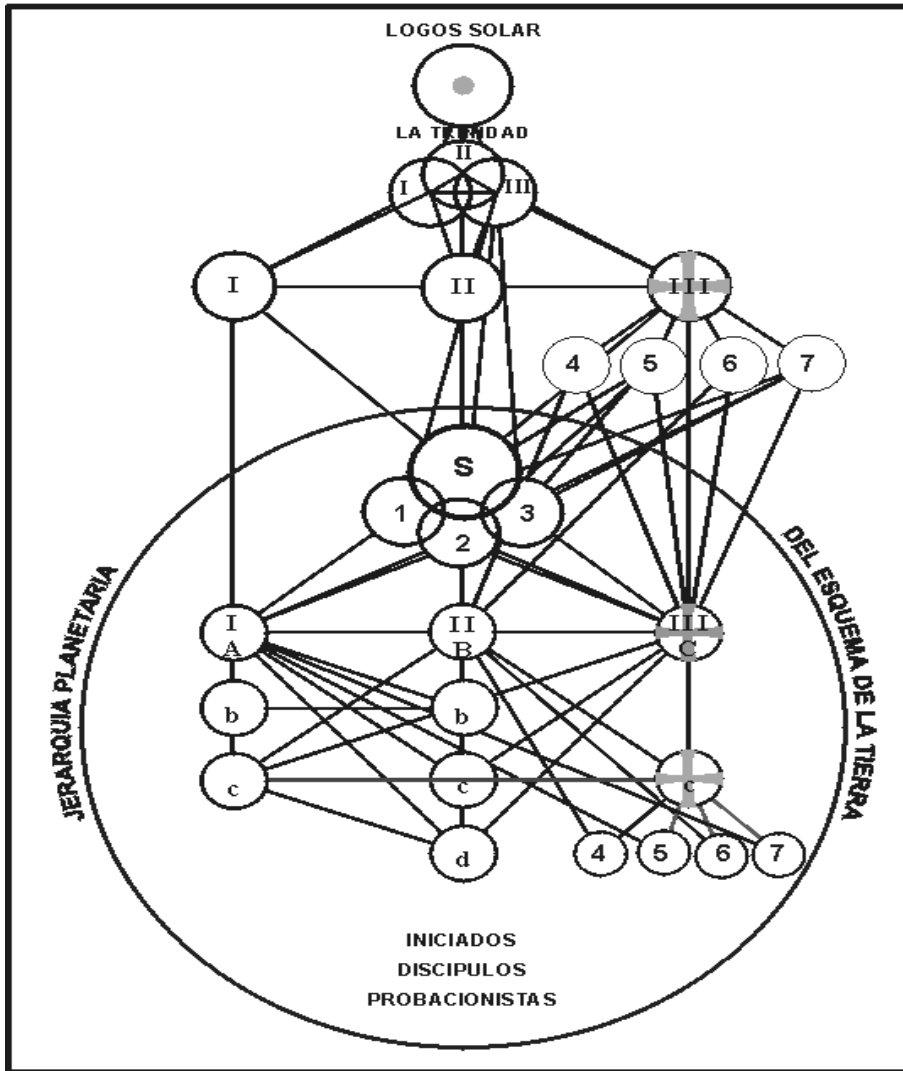 LOGOS SOLAR
LA TRINIDAD
II
I III
I II III
4 5 6 7
S
1 3
2
JERARQUIA PLANETARIA
DEL ESQUEMA DE LA TIERRA
I II III
A B C
b b
c c c
d 4 5 6 7
INICIADOS
DISCIPULOS
PROBACIONISTAS